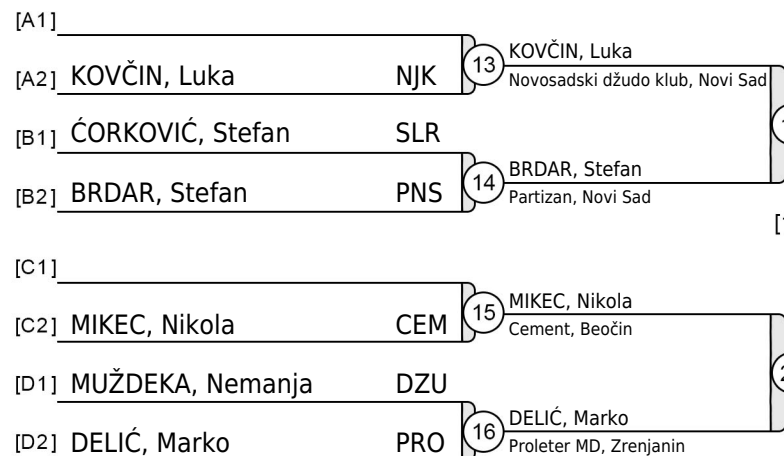 [A1]
[A2] KOVČIN, Luka NJK
13 KOVČIN, Luka
Novosadski džudo klub, Novi Sad
[B1] ĆORKOVIĆ, Stefan SLR
[B2] BRDAR, Stefan PNS
14 BRDAR, Stefan
Partizan, Novi Sad
[C1]
[C2] MIKEC, Nikola CEM
15 MIKEC, Nikola
Cement, Beočin
[D1] MUŽDEKA, Nemanja DZU
[D2] DELIĆ, Marko PRO
16 DELIĆ, Marko
Proleter MD, Zrenjanin